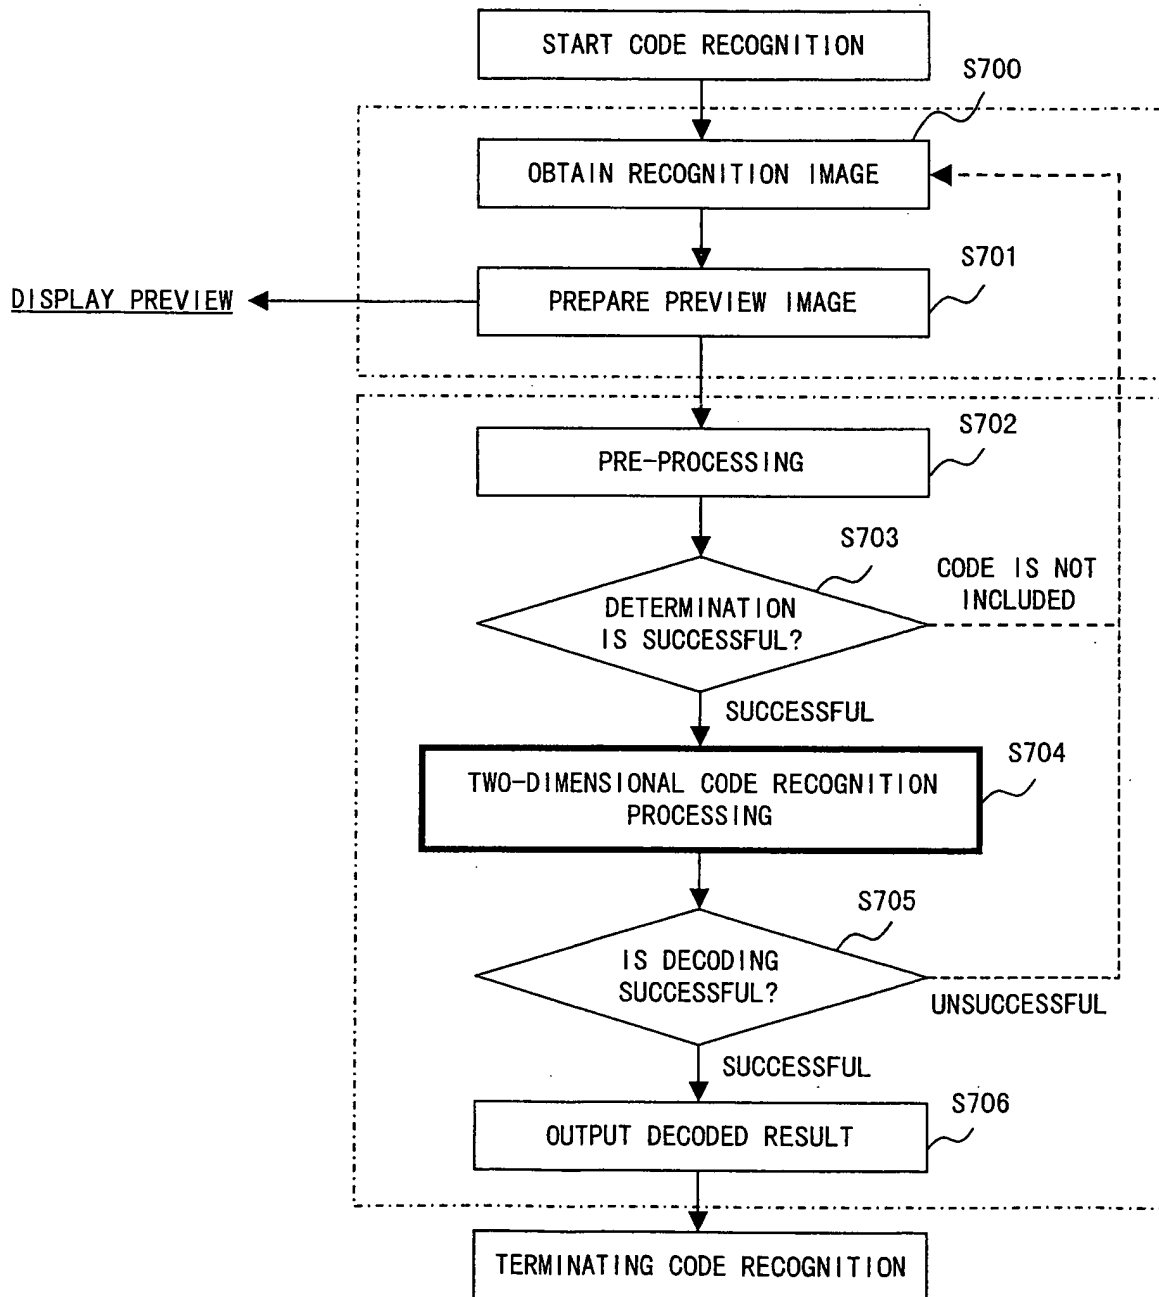 START CODE RECOGNITION
S700
OBTAIN RECOGNITION IMAGE
S701
DISPLAY PREVIEW
PREPARE PREVIEW IMAGE
S702
PRE-PROCESSING
S703
CODE IS NOT
INCLUDED
DETERMINATION
IS SUCCESSFUL?
SUCCESSFUL
S704
TWO-DIMENSIONAL CODE RECOGNITION
PROCESSING
S705
IS DECODING
SUCCESSFUL?
UNSUCCESSFUL
SUCCESSFUL
S706
OUTPUT DECODED RESULT
TERMINATING CODE RECOGNITION